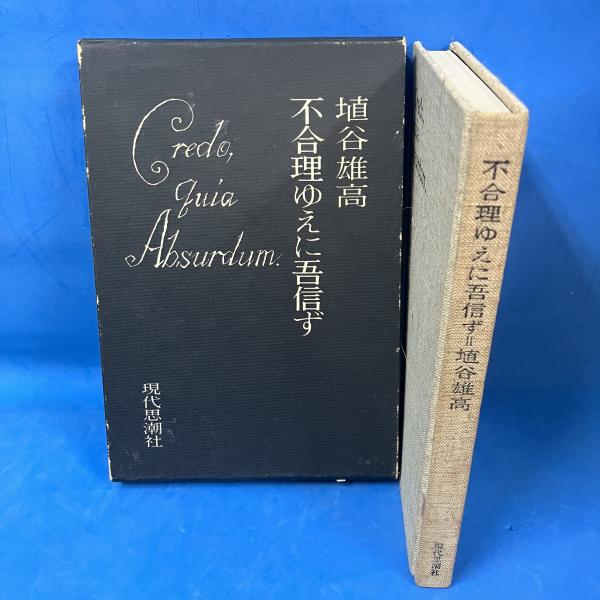 埴谷雄高
不合理ゆえに吾信ず
Credo,
quia
Absurdum.
現代思潮社
不合理ゆえに吾信ず=埴谷雄高
現代思潮社